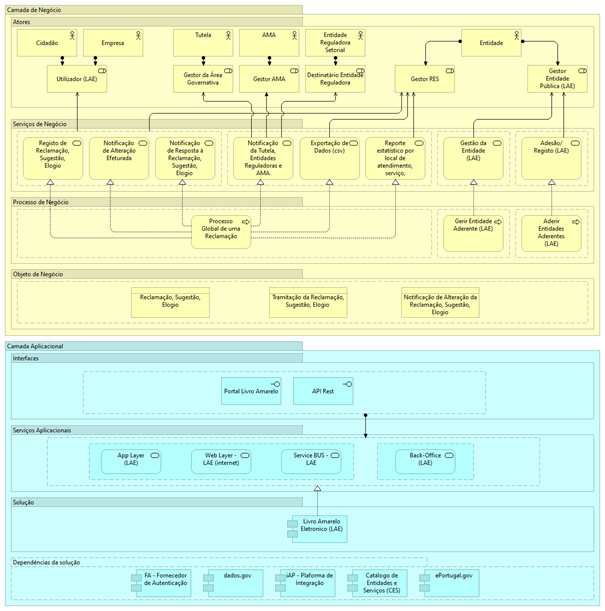 Camada de Negócio
Atores
Cidadão
Empresa
Tutela
AMA
Entidade
Reguladora
Setorial
Entidade
Utilizador (LAE)
Gestor da Área
Governativa
Gestor AMA
Destinatário Entidade
Reguladora
Gestor RES
Gestor
Entidade
Pública (LAE)
Serviços de Negócio
Registo de
Reclamação,
Sugestão,
Elogio
Notificação
de Alteração
Efeturada
Notificação
de Resposta à
Reclamação,
Sugestão,
Elogio
Notificação
da Tutela,
Entidades
Reguladoras e
AMA
Exportação de
Dados (csv)
Reporte
estatístico por
local de
atendimento,
serviço,
Gestão da
Entidade
(LAE)
Adesão/
Registo (LAE)
Processo de Negócio
Processo
Global de uma
Reclamação
Gerir Entidade
Aderente (LAE)
Aderir
Entidades
Aderentes
(LAE)
Objeto de Negócio
Reclamação, Sugestão,
Elogio
Tramitação da Reclamação,
Sugestão, Elogio
Notificação de Alteração da
Reclamação, Sugestão,
Elogio
Camada Aplicacional
Interfaces
Portal Livro Amarelo
API Rest
Serviços Aplicacionais
App Layer
(LAE)
Web Layer -
LAE (internet)
Service BUS -
LAE
Back-Office
(LAE)
Solução
Livro Amarelo
Eletronico (LAE)
Dependências da solução
FA - Fornecedor
de Autenticação
dados.gov
iAP - Plaforma de
Integração
Catálogo de
Entidades e
Serviços (CES)
ePortugal.gov